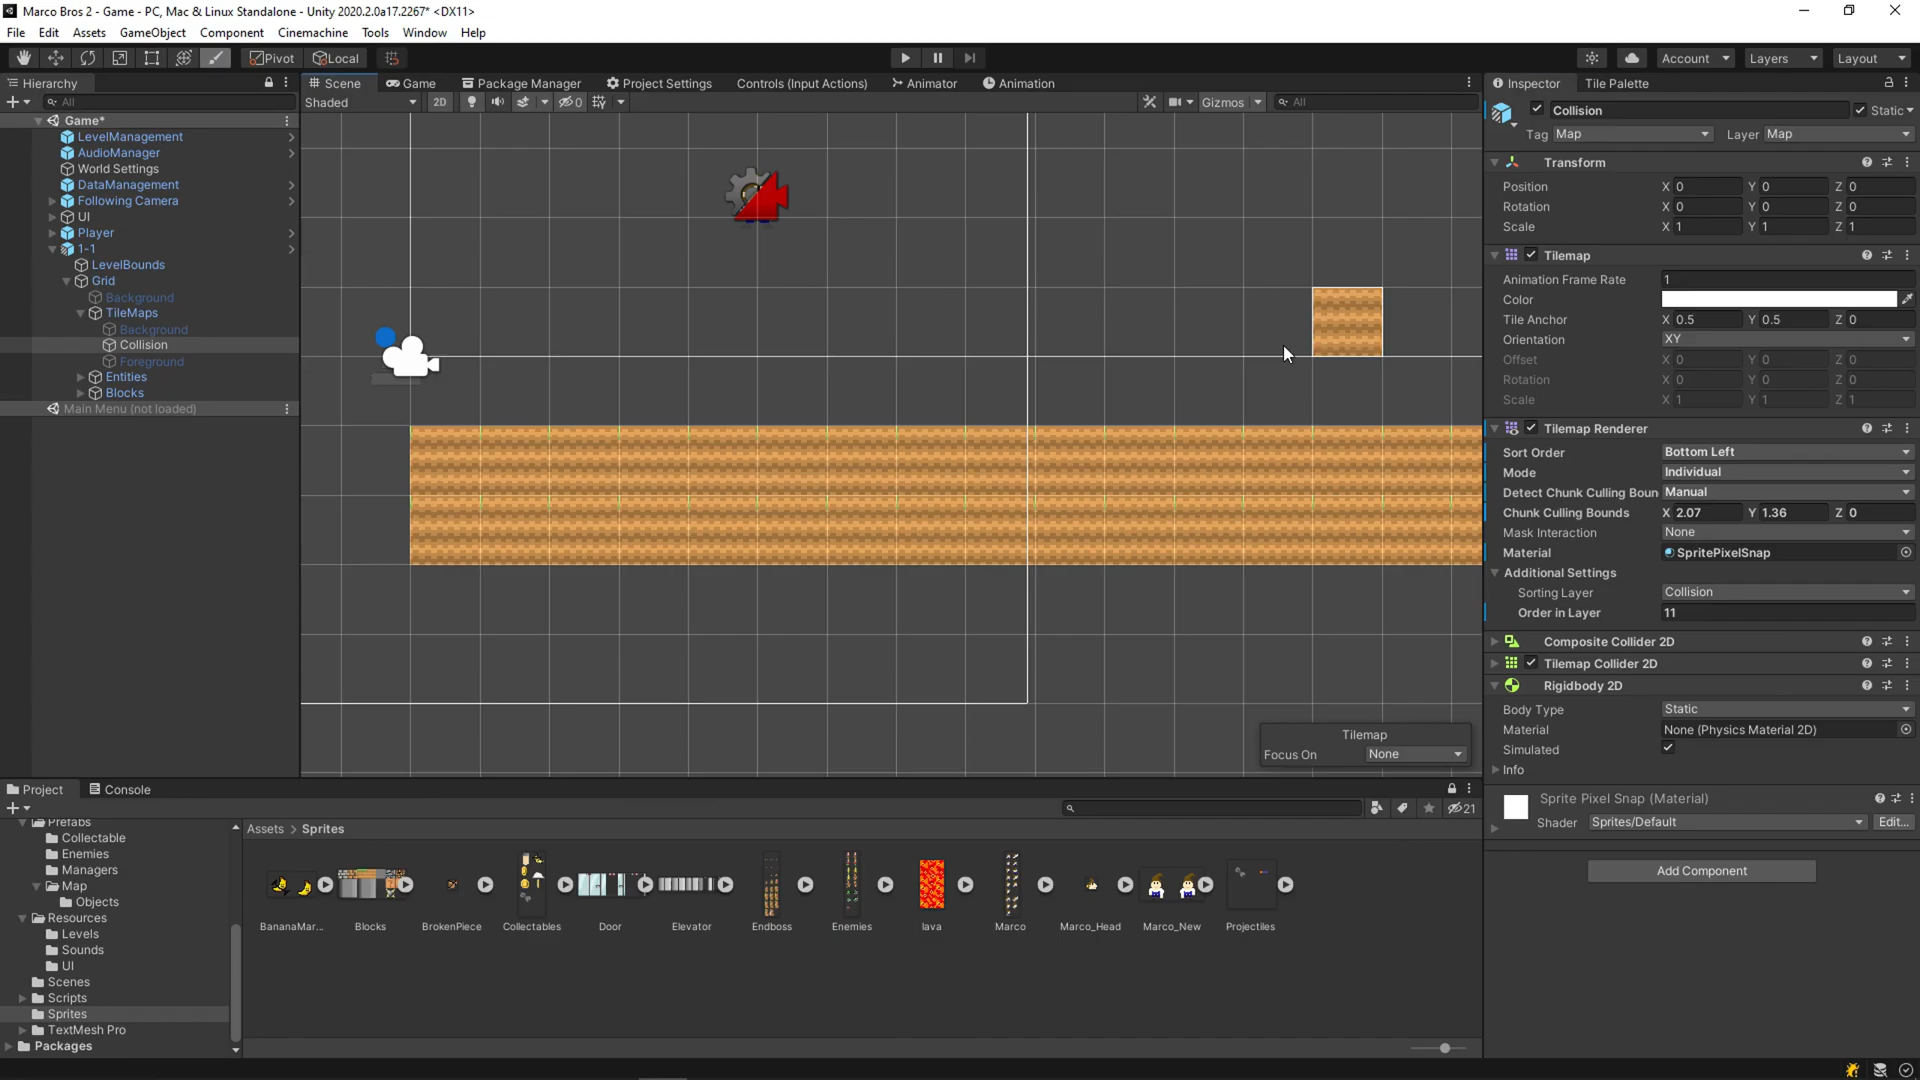 Marco Bros 2 - Game - PC, Mac & Linux Standalone - Unity 2020.2.0a17.2267* <DX11>
File Edit Assets GameObject Component Cinemachine Tools Window Help
Pivot Local Account Layers Layout
Hierarchy
All
Game*
LevelManagement
AudioManager
World Settings
DataManagement
Following Camera
UI
Player
1-1
LevelBounds
Grid
Background
TileMaps
Background
Collision
Foreground
Entities
Blocks
Main Menu (not loaded)
Scene Game Package Manager Project Settings Controls (Input Actions) Animator Animation
Shaded 2D 0 Gizmos All
Tilemap
Focus On None
Inspector Tile Palette
Collision Static
Tag Map Layer Map
Transform
Position X 0 Y 0 Z 0
Rotation X 0 Y 0 Z 0
Scale X 1 Y 1 Z 1
Tilemap
Animation Frame Rate 1
Color
Tile Anchor X 0.5 Y 0.5 Z 0
Orientation XY
Offset X 0 Y 0 Z 0
Rotation X 0 Y 0 Z 0
Scale X 1 Y 1 Z 1
Tilemap Renderer
Sort Order Bottom Left
Mode Individual
Detect Chunk Culling Boun Manual
Chunk Culling Bounds X 2.07 Y 1.36 Z 0
Mask Interaction None
Material SpritePixelSnap
Additional Settings
Sorting Layer Collision
Order in Layer 11
Composite Collider 2D
Tilemap Collider 2D
Rigidbody 2D
Body Type Static
Material None (Physics Material 2D)
Simulated
Info
Sprite Pixel Snap (Material)
Shader Sprites/Default Edit...
Add Component
Project Console
21
Prefabs
Collectable
Enemies
Managers
Map
Objects
Resources
Levels
Sounds
UI
Scenes
Scripts
Sprites
TextMesh Pro
Packages
Assets > Sprites
BananaMar... Blocks BrokenPiece Collectables Door Elevator Endboss Enemies lava Marco Marco_Head Marco_New Projectiles